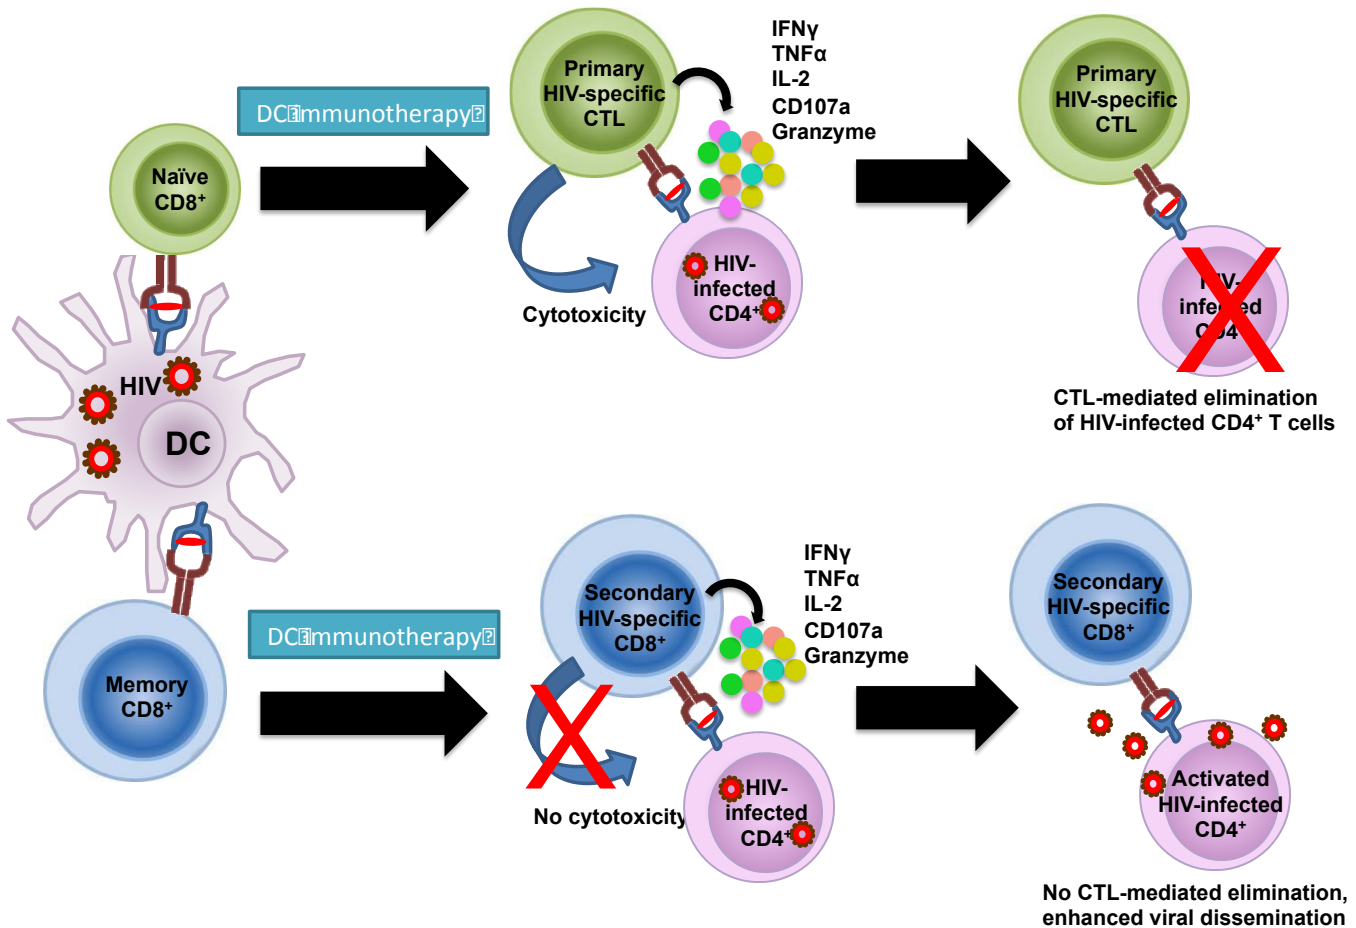 Naïve
CD8⁺
HIV
DC
Memory
CD8⁺
DC immunotherapy
Primary
HIV-specific
CTL
IFNγ
TNFα
IL-2
CD107a
Granzyme
Cytotoxicity
HIV-
infected
CD4⁺
Primary
HIV-specific
CTL
HIV-
infected
CD4⁺
CTL-mediated elimination
of HIV-infected CD4⁺ T cells
DC immunotherapy
Secondary
HIV-specific
CD8⁺
IFNγ
TNFα
IL-2
CD107a
Granzyme
No cytotoxicity
HIV-
infected
CD4⁺
Secondary
HIV-specific
CD8⁺
Activated
HIV-infected
CD4⁺
No CTL-mediated elimination,
enhanced viral dissemination